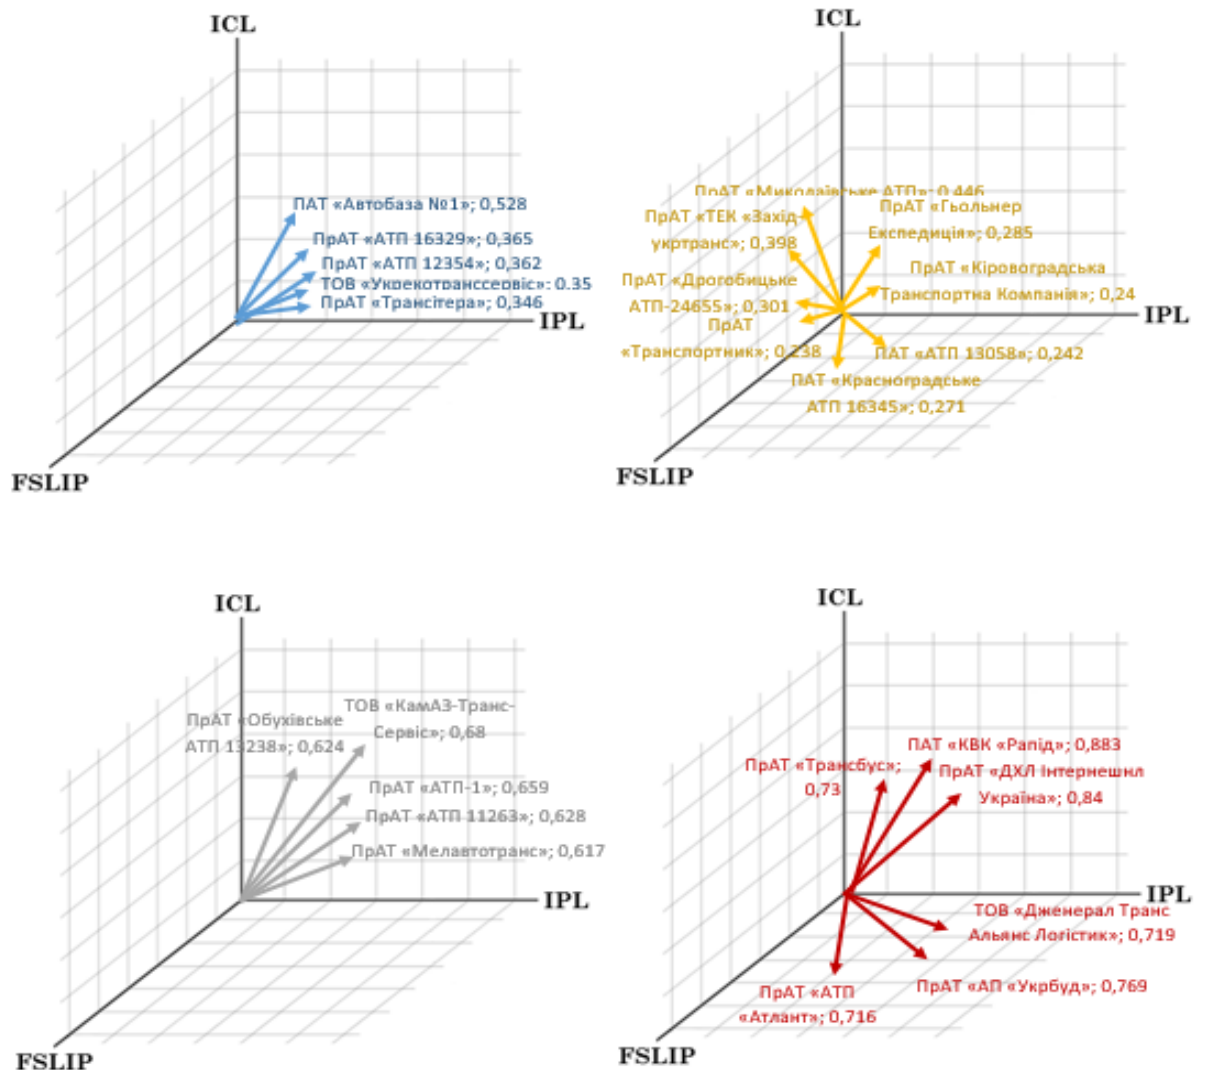 ICL
ПАТ «Автобаза №1»; 0,528
ПрАТ «АТП 16329»; 0,365
ПрАТ «АТП 12354»; 0,362
ТОВ «Укрекотранссервіс»; 0.35
ПрАТ «Трансітера»; 0,346
IPL
FSLIP
ICL
ПрАТ «Миколаївське АТП»; 0,446
ПрАТ «Гьольнер
Експедиція»; 0,285
ПрАТ «ТЕК «Захід-
укртранс»; 0,398
ПрАТ «Кіровоградська
Транспортна Компанія»; 0,24
ПрАТ «Дрогобицьке
АТП-24655»; 0,301
ПрАТ
«Транспортник»; 0,238
IPL
ПАТ «АТП 13058»; 0,242
ПАТ «Красноградське
АТП 16345»; 0,271
FSLIP
ICL
ПрАТ «Обухівське
АТП 13238»; 0,624
ТОВ «КамАЗ-Транс-
Сервіс»; 0,68
ПрАТ «АТП-1»; 0,659
ПрАТ «АТП 11263»; 0,628
ПрАТ «Мелавтотранс»; 0,617
IPL
FSLIP
ICL
ПАТ «КВК «Рапід»; 0,883
ПрАТ «Трансбус»;
0,73
ПрАТ «ДХЛ Інтернешнл
Україна»; 0,84
IPL
ТОВ «Дженерал Транс
Альянс Логістик»; 0,719
ПрАТ «АП «Укрбуд»; 0,769
ПрАТ «АТП
«Атлант»; 0,716
FSLIP